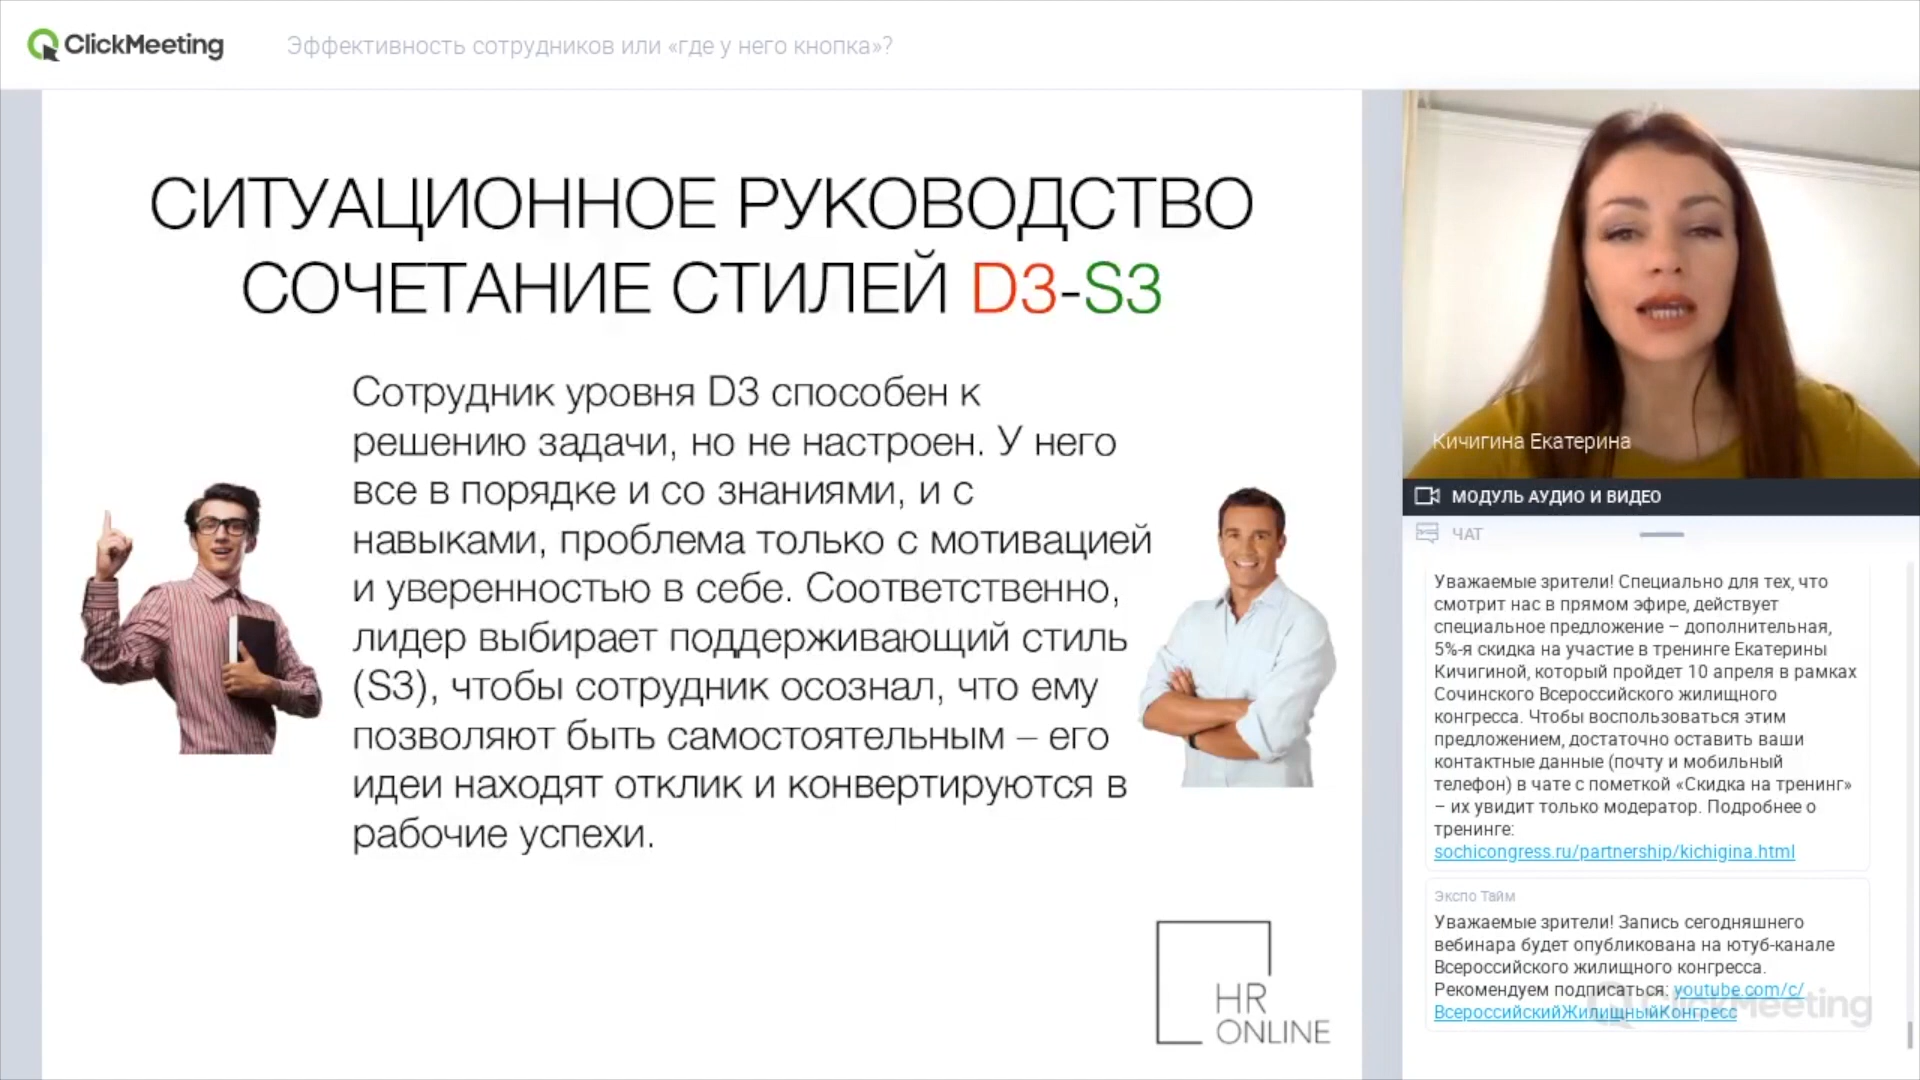 ClickMeeting
Эффективность сотрудников или «где у него кнопка»?
СИТУАЦИОННОЕ РУКОВОДСТВО
СОЧЕТАНИЕ СТИЛЕЙ D3-S3
Сотрудник уровня D3 способен к
решению задачи, но не настроен. У него
все в порядке и со знаниями, и с
навыками, проблема только с мотивацией
и уверенностью в себе. Соответственно,
лидер выбирает поддерживающий стиль
(S3), чтобы сотрудник осознал, что ему
позволяют быть самостоятельным – его
идеи находят отклик и конвертируются в
рабочие успехи.
HR
ONLINE
Кичигина Екатерина
МОДУЛЬ АУДИО И ВИДЕО
ЧАТ
Уважаемые зрители! Специально для тех, что
смотрит нас в прямом эфире, действует
специальное предложение – дополнительная,
5%-я скидка на участие в тренинге Екатерины
Кичигиной, который пройдет 10 апреля в рамках
Сочинского Всероссийского жилищного
конгресса. Чтобы воспользоваться этим
предложением, достаточно оставить ваши
контактные данные (почту и мобильный
телефон) в чате с пометкой «Скидка на тренинг»
– их увидит только модератор. Подробнее о
тренинге:
sochicongress.ru/partnership/kichigina.html
Экспо Тайм
Уважаемые зрители! Запись сегодняшнего
вебинара будет опубликована на ютуб-канале
Всероссийского жилищного конгресса.
Рекомендуем подписаться: youtube.com/c/
ВсероссийскийЖилищныйКонгресс
ClickMeeting